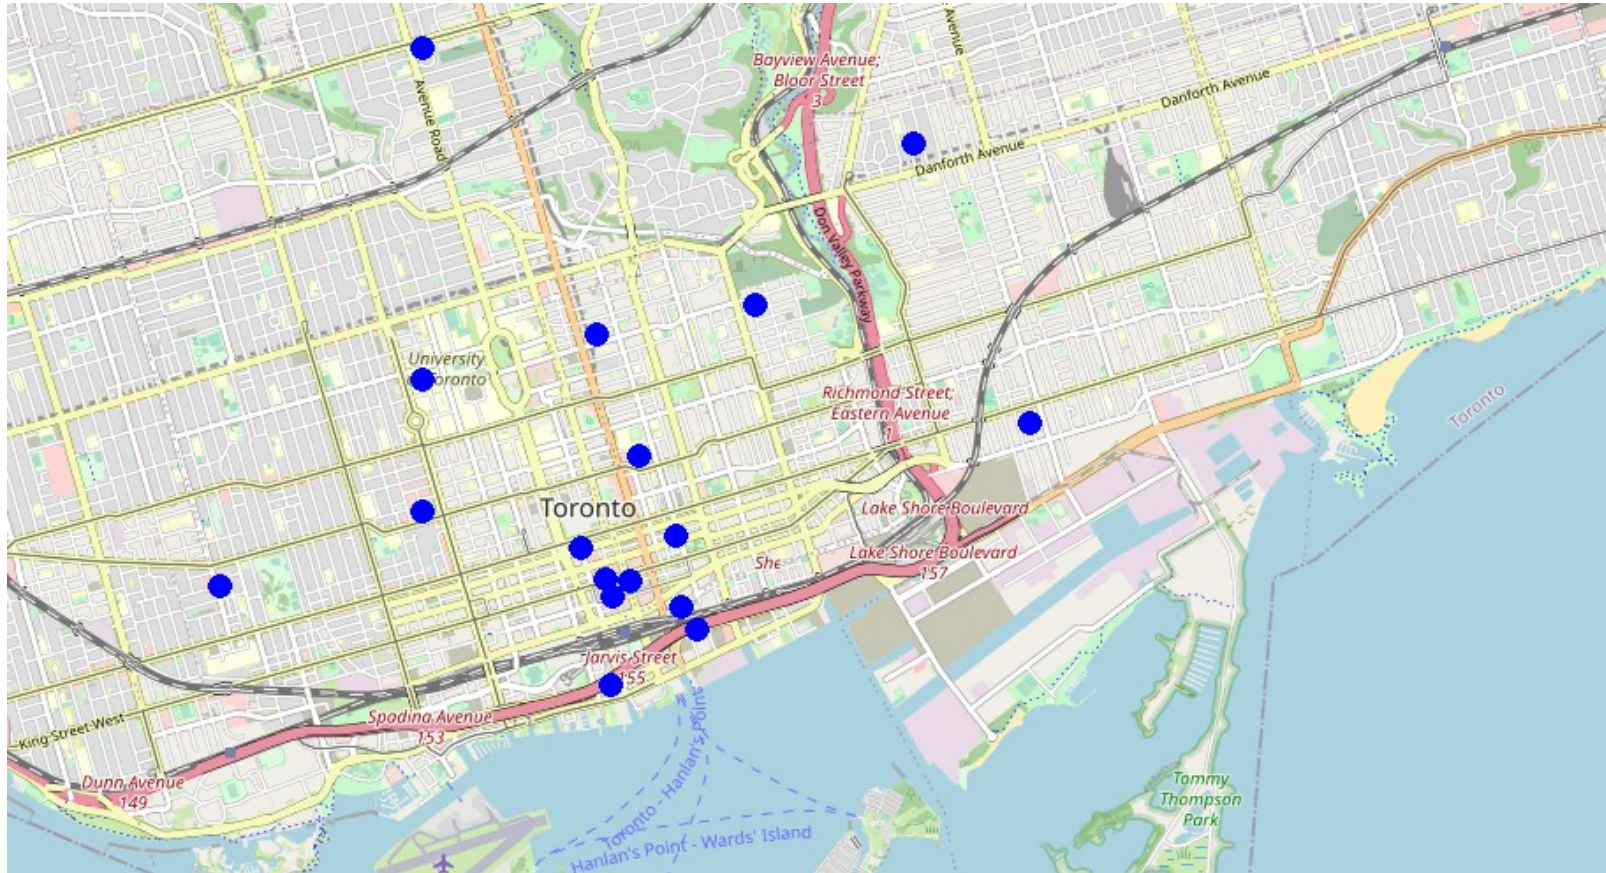 Avenue
Bayview Avenue;
Bloor Street
3
Danforth Avenue
Avenue Road
Danforth Avenue
Don Valley Parkway
University
Toronto
Richmond Street;
Eastern Avenue
1
Toronto
Toronto
Lake Shore Boulevard
Lake Shore Boulevard
157
She
Jarvis Street
155
Spadina Avenue
153
King Street West
Dunn Avenue
149
Toronto - Hanlan's Point
Hanlan's Point - Wards' Island
Tommy
Thompson
Park